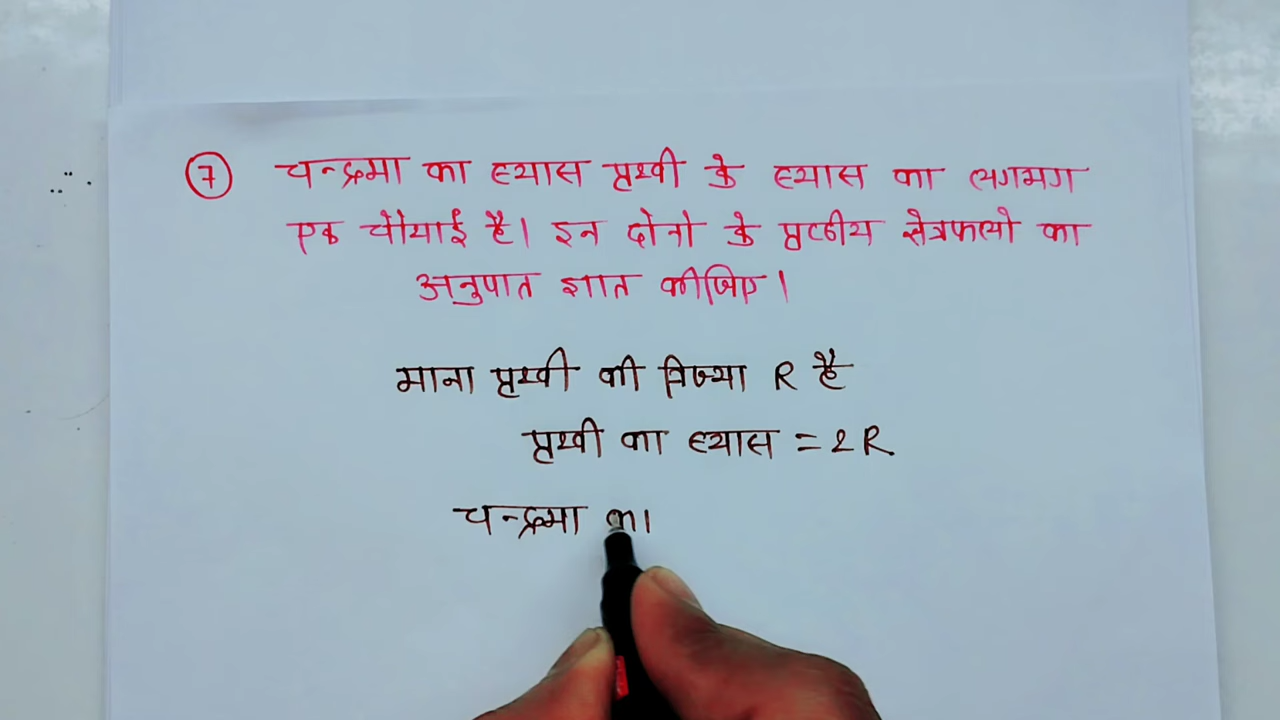 7 चन्द्रमा का व्यास पृथ्वी के व्यास का लगभग
एक चौथाई है। इन दोनो के पृष्ठीय क्षेत्रफलो का
अनुपात ज्ञात कीजिए।
माना पृथ्वी की त्रिज्या R है
पृथ्वी का व्यास = 2R
चन्द्रमा का